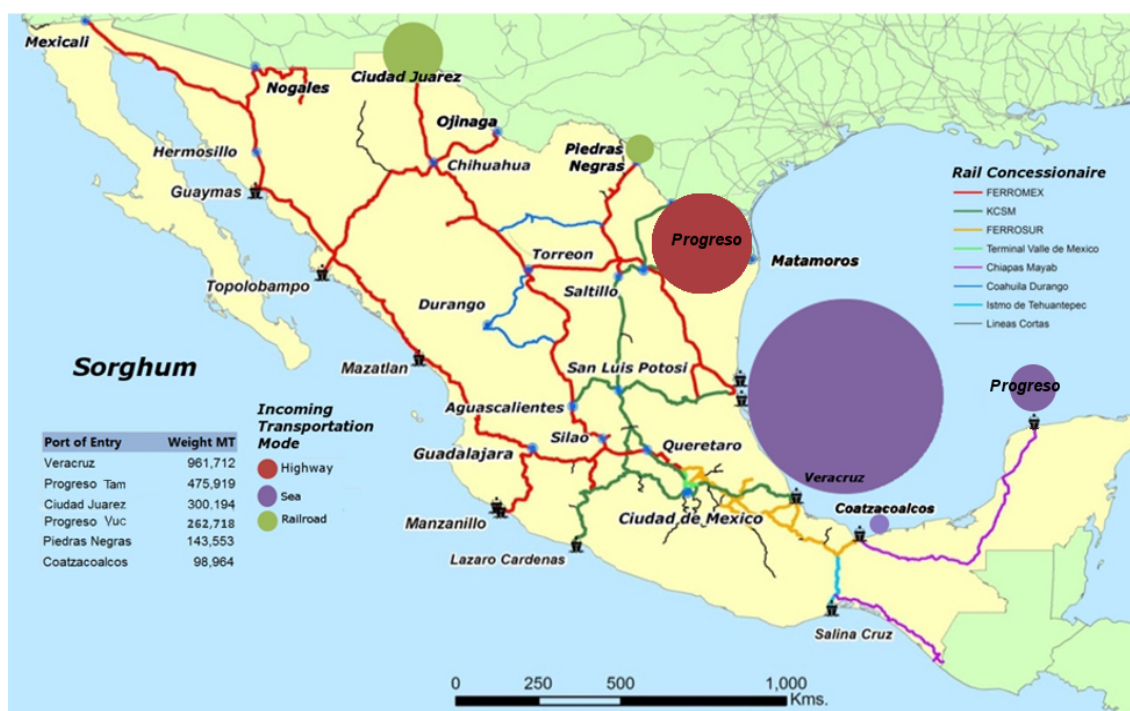 Mexicali
Nogales
Ciudad Juarez
Ojinaga
Hermosillo
Chihuahua
Piedras
Negras
Guaymas
Progreso
Matamoros
Torreon
Topolobampo
Saltillo
Durango
Sorghum
Mazatlan
San Luis Potosi
Progreso
Aguascalientes
Silao
Queretaro
Guadalajara
Veracruz
Coatzacoalcos
Manzanillo
Ciudad de Mexico
Lazaro Cardenas
Salina Cruz
Rail Concessionaire
FERROMEX
KCSM
FERROSUR
Terminal Valle de Mexico
Chiapas Mayab
Coahuila Durango
Istmo de Tehuantepec
Lineas Cortas
Incoming
Transportation
Mode
Highway
Sea
Railroad
Port of Entry Weight MT
Veracruz 961,712
Progreso Tam 475,919
Ciudad Juarez 300,194
Progreso Yuc 262,718
Piedras Negras 143,553
Coatzacoalcos 98,964
0 250 500 1,000
Kms.